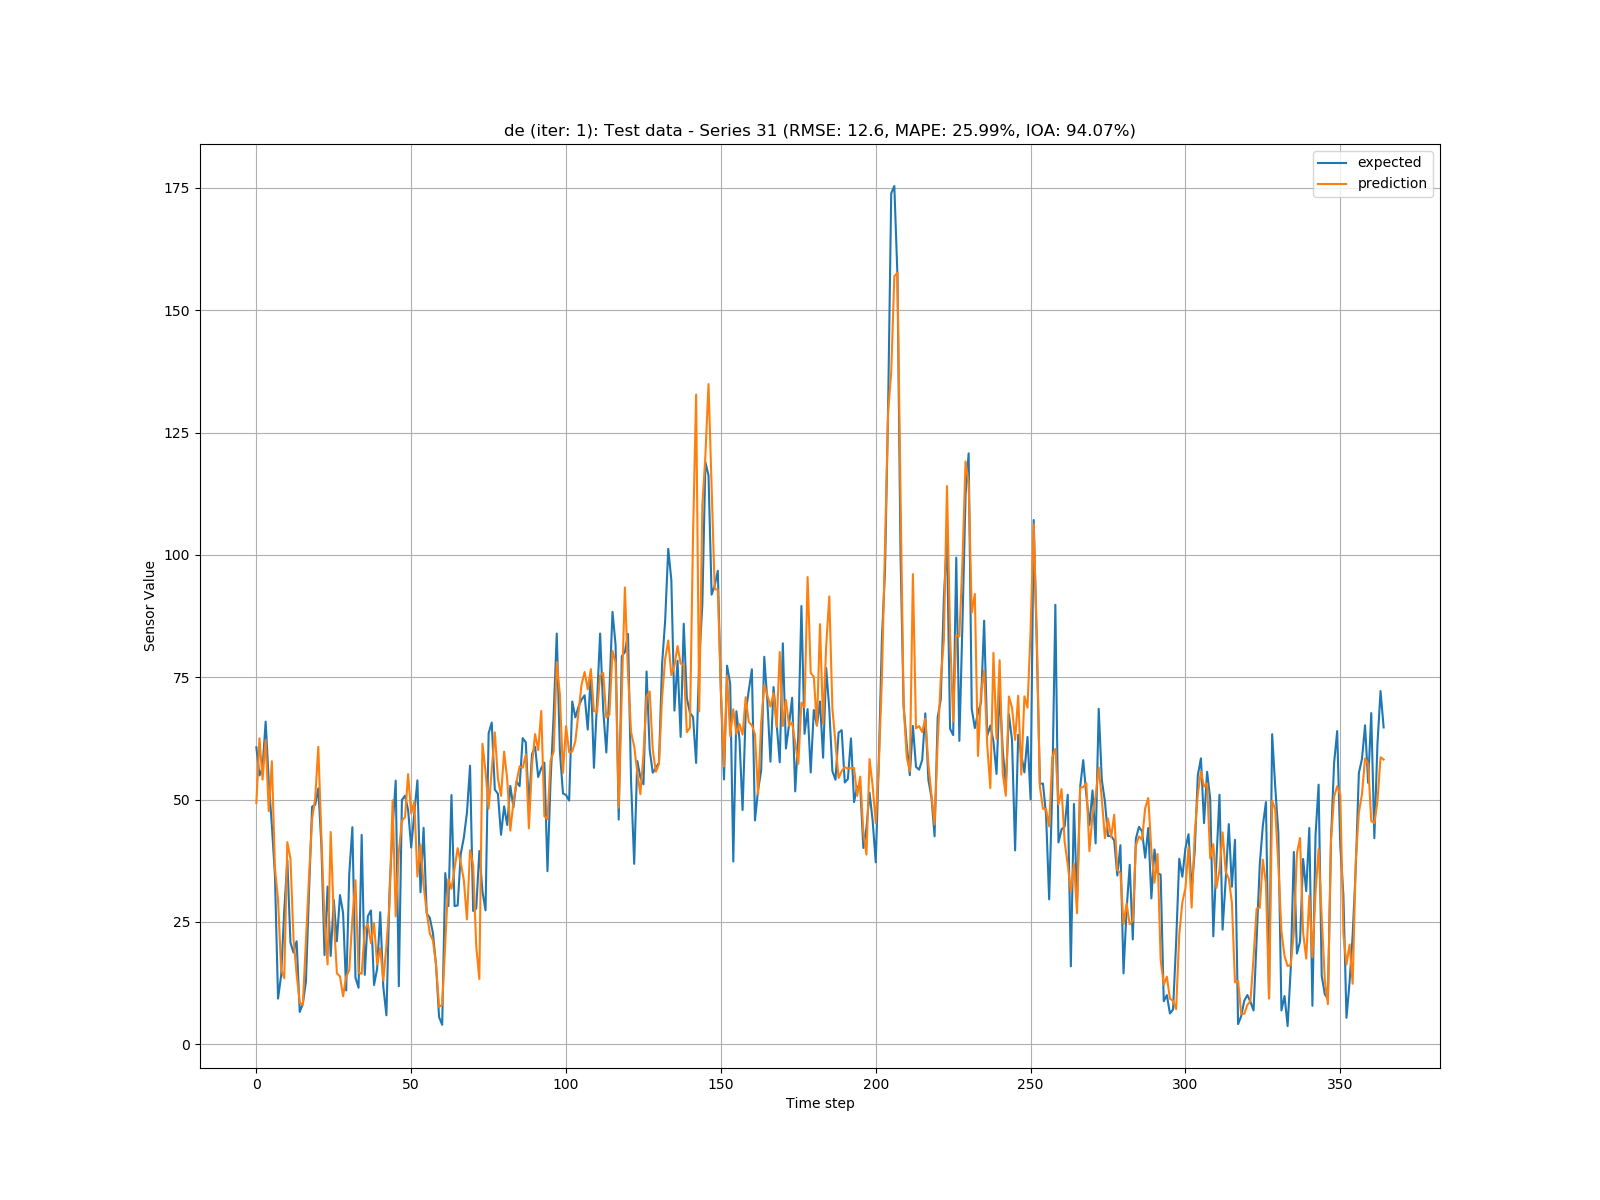 de (iter: 1): Test data - Series 31 (RMSE: 12.6, MAPE: 25.99%, IOA: 94.07%)
expected
prediction
175
150
125
100
75
50
25
0
Sensor Value
0 50 100 150 200 250 300 350
Time step